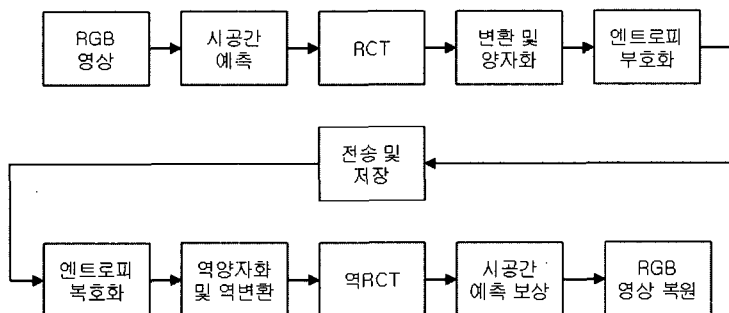 RGB
영상
시공간
예측
RCT
변환 및
양자화
엔트로피
부호화
전송 및
저장
엔트로피
복호화
역양자화
및 역변환
역RCT
시공간
예측 보상
RGB
영상 복원